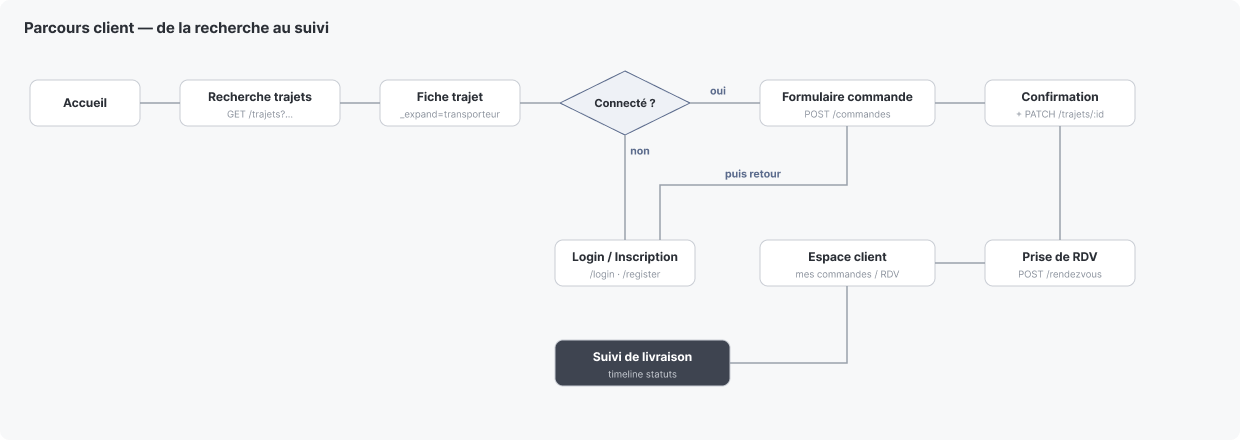 Parcours client — de la recherche au suivi
Accueil
Recherche trajets
GET /trajets?...
Fiche trajet
_expand=transporteur
Connecté ?
oui
Formulaire commande
POST /commandes
Confirmation
+ PATCH /trajets/:id
non
puis retour
Login / Inscription
/login · /register
Espace client
mes commandes / RDV
Prise de RDV
POST /rendezvous
Suivi de livraison
timeline statuts